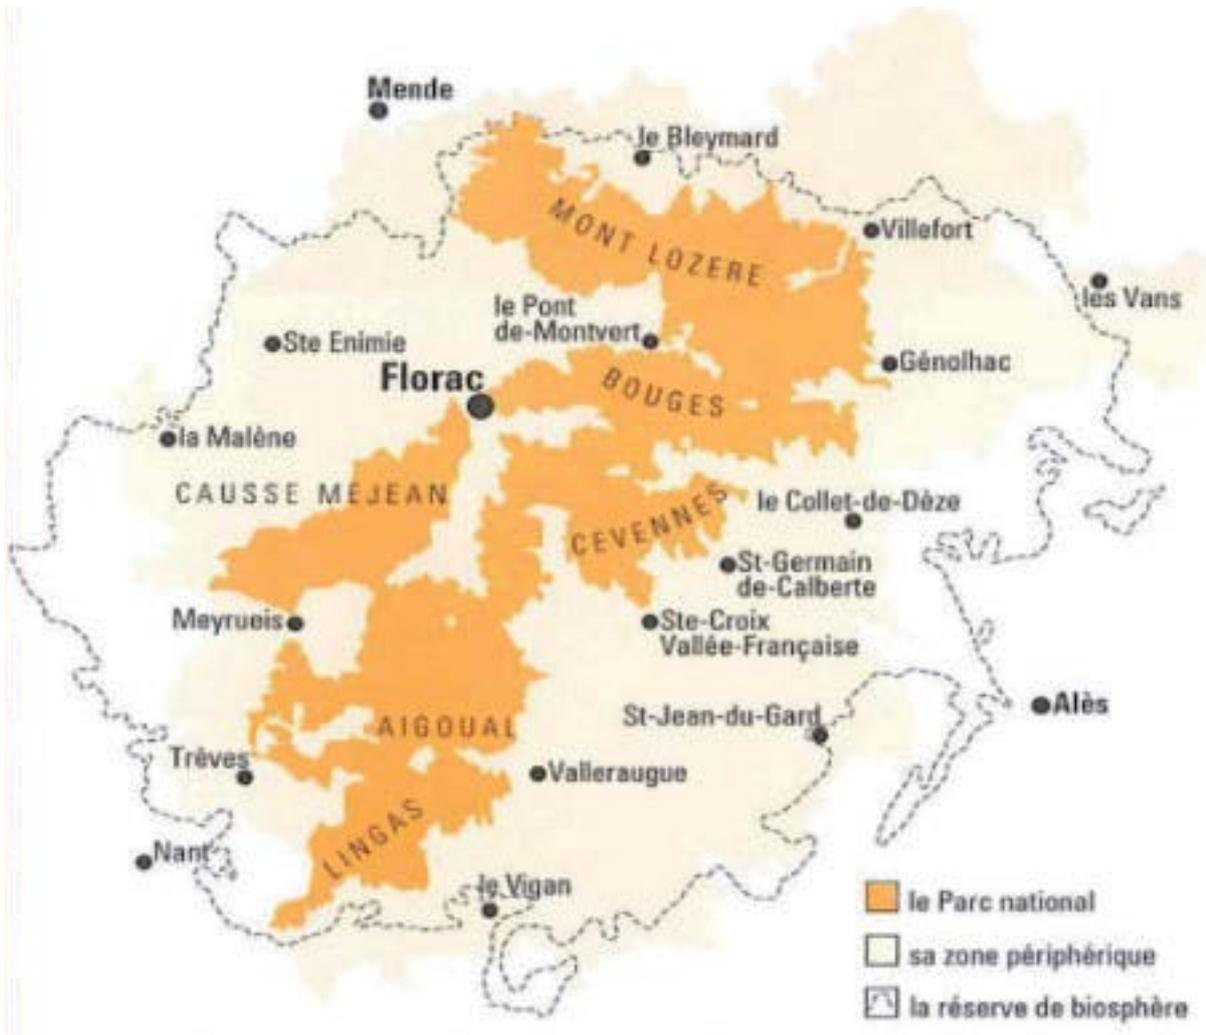 Mende
le Bleymard
MONT LOZERE
Villefort
les Vans
le Pont
de-Montvert
Ste Enimie
Florac
Génolhac
BOUGES
la Malène
CAUSSE MEJEAN
CEVENNES
le Collet-de-Dèze
St-Germain
de-Calberte
Meyrueis
Ste-Croix
Vallée-Française
St-Jean-du-Gard
Alès
AIGOUAL
Trêves
Valleraugue
LINGAS
Nant
le Vigan
le Parc national
sa zone périphérique
la réserve de biosphère